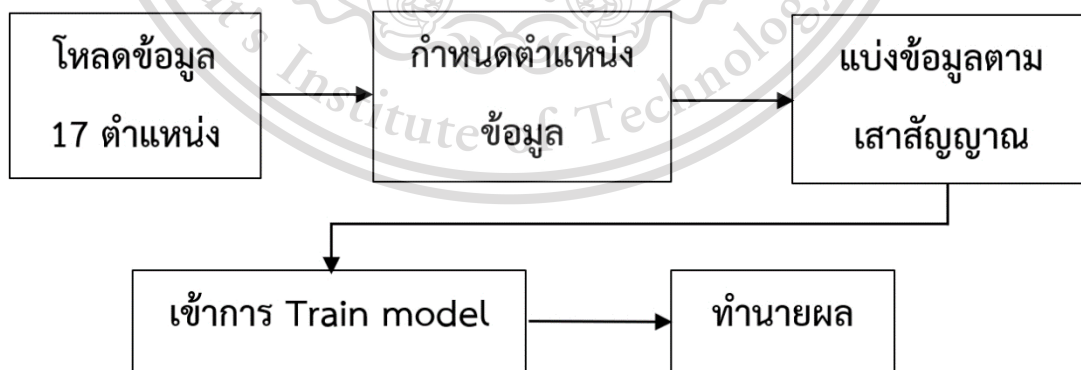 โหลดข้อมูล
17 ตำแหน่ง
กำหนดตำแหน่ง
ข้อมูล
แบ่งข้อมูลตาม
เสาสัญญาณ
เข้าการ Train model
ทำนายผล
's Institute of Technology